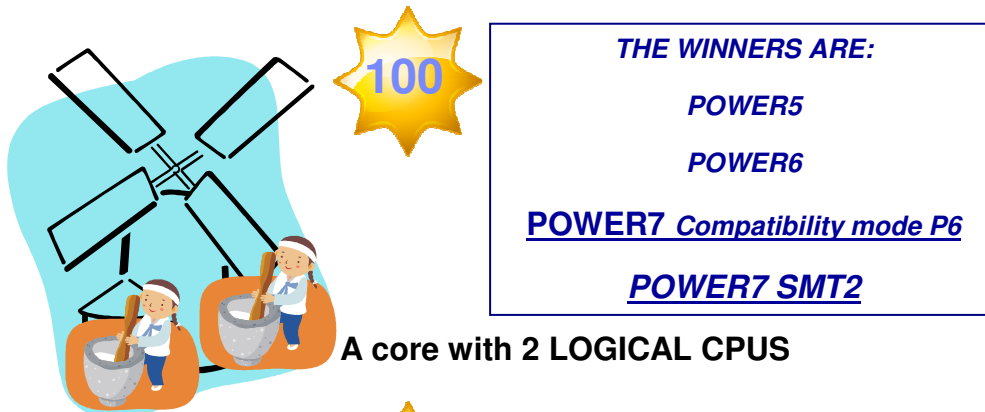 100
THE WINNERS ARE:
POWER5
POWER6
POWER7 Compatibility mode P6
POWER7 SMT2
A core with 2 LOGICAL CPUS